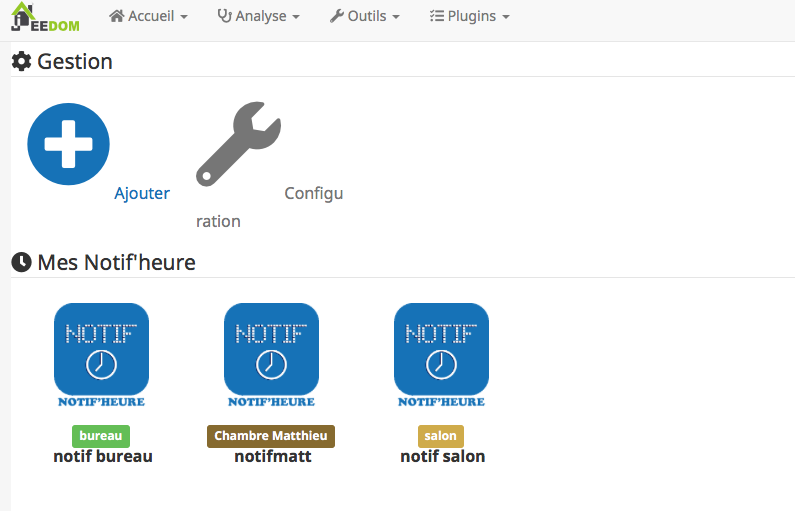 JEEDOM Accueil Analyse Outils Plugins
Gestion
Ajouter Configu
ration
Mes Notif'heure
NOTIF NOTIF NOTIF
NOTIF'HEURE NOTIF'HEURE NOTIF'HEURE
bureau Chambre Matthieu salon
notif bureau notifmatt notif salon